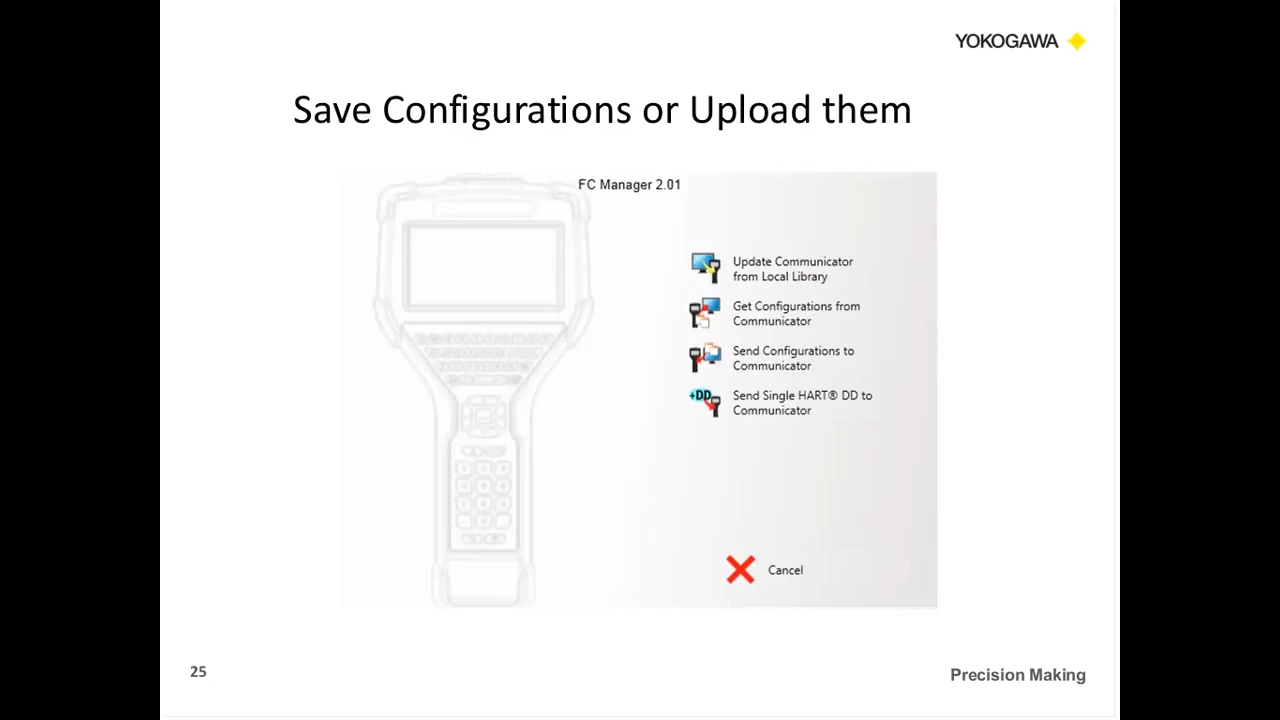 YOKOGAWA
Save Configurations or Upload them
FC Manager 2.01
Update Communicator
from Local Library
Get Configurations from
Communicator
Send Configurations to
Communicator
+DD
Send Single HART® DD to
Communicator
Cancel
25
Precision Making